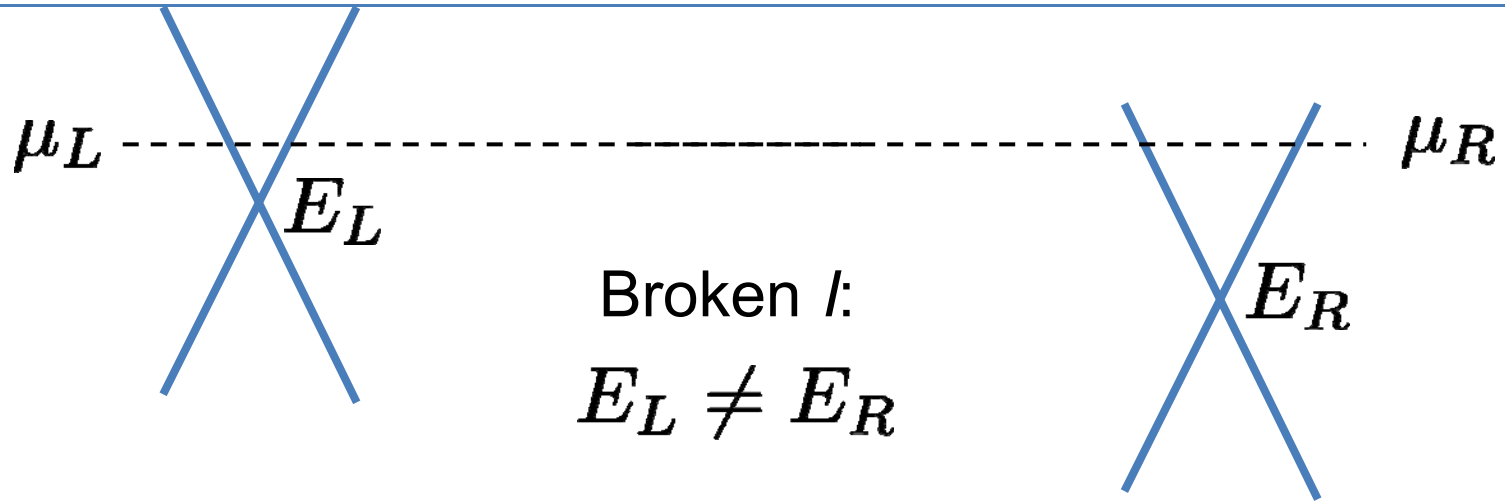 μ_L μ_R
E_L
E_R
Broken I:
E_L ≠ E_R